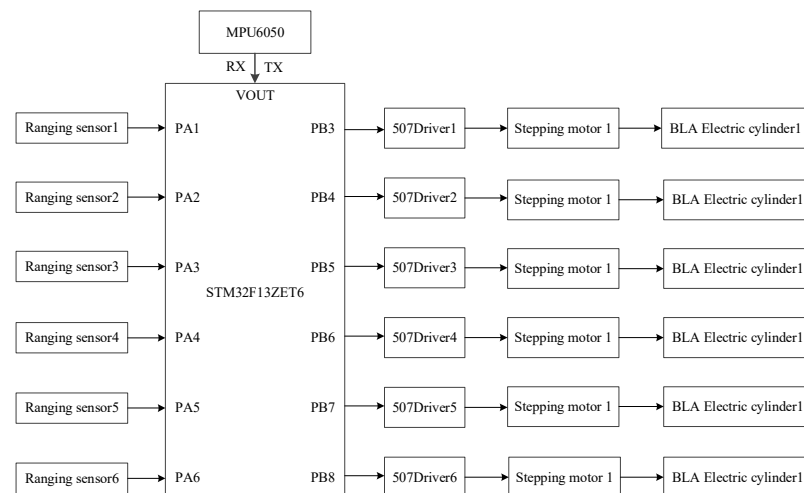 MPU6050
RX TX
VOUT
Ranging sensor1 PA1 PB3 507Driver1 Stepping motor 1 BLA Electric cylinder1
Ranging sensor2 PA2 PB4 507Driver2 Stepping motor 1 BLA Electric cylinder1
Ranging sensor3 PA3 PB5 507Driver3 Stepping motor 1 BLA Electric cylinder1
STM32F13ZET6
Ranging sensor4 PA4 PB6 507Driver4 Stepping motor 1 BLA Electric cylinder1
Ranging sensor5 PA5 PB7 507Driver5 Stepping motor 1 BLA Electric cylinder1
Ranging sensor6 PA6 PB8 507Driver6 Stepping motor 1 BLA Electric cylinder1